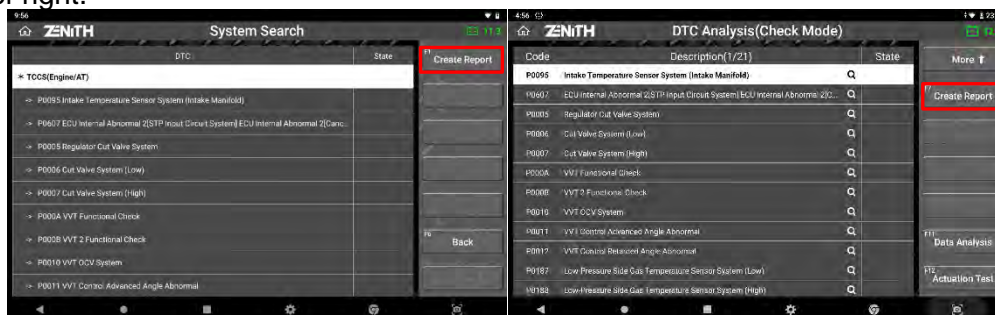 9:56
ZENITH
System Search
DTC
State
F1
Create Report
* TCCS(Engine/AT)
-> P0095 Intake Temperature Sensor System (Intake Manifold)
-> P0607 ECU Internal Abnormal 2[STP Input Circuit System] ECU Internal Abnormal 2[Canc...
-> P0005 Regulator Cut Valve System
-> P0006 Cut Valve System (Low)
-> P0007 Cut Valve System (High)
-> P000A VVT Functional Check
-> P000B VVT 2 Functional Check
-> P0010 VVT OCV System
-> P0011 VVT Control Advanced Angle Abnormal
F6
Back
4:56
ZENITH
DTC Analysis(Check Mode)
Code
Description(1/21)
State
More
P0095 Intake Temperature Sensor System (Intake Manifold)
P0607 ECU Internal Abnormal 2[STP Input Circuit System] ECU Internal Abnormal 2[C...
P0005 Regulator Cut Valve System
P0006 Cut Valve System (Low)
P0007 Cut Valve System (High)
P000A VVT Functional Check
P000B VVT 2 Functional Check
P0010 VVT OCV System
P0011 VVT Control Advanced Angle Abnormal
P0012 VVT Control Retarded Angle Abnormal
P0187 Low Pressure Side Gas Temperature Sensor System (Low)
P0188 Low Pressure Side Gas Temperature Sensor System (High)
Create Report
F11
Data Analysis
F12
Actuation Test